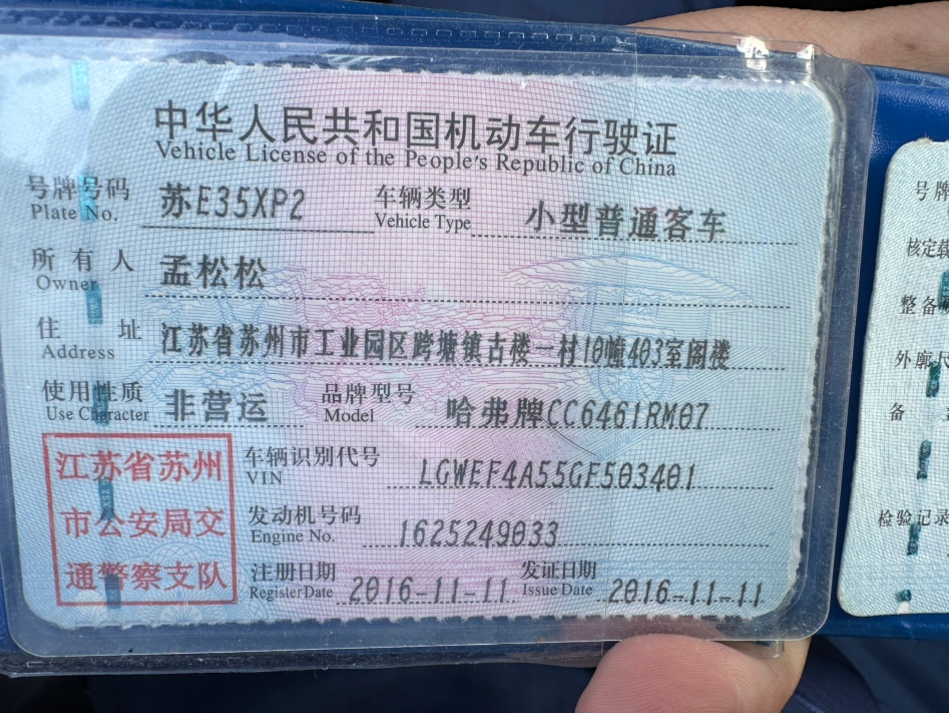 中华人民共和国机动车行驶证
Vehicle License of the People's Republic of China
号牌号码 苏E35XP2 车辆类型 小型普通客车
Plate No. Vehicle Type
所有人 孟松松
Owner
住址 江苏省苏州市工业园区跨塘镇古楼一村10幢403室阁楼
Address
使用性质 非营运 品牌型号 哈弗牌CC6461RM07
Use Character Model
江苏省苏州
市公安局交
通警察支队
车辆识别代号 LGWEF4A55GF503401
VIN
发动机号码 1625249033
Engine No.
注册日期 2016-11-11 发证日期 2016-11-11
Register Date Issue Date
号牌
核定载
整备
外廓尺
备
检验记录